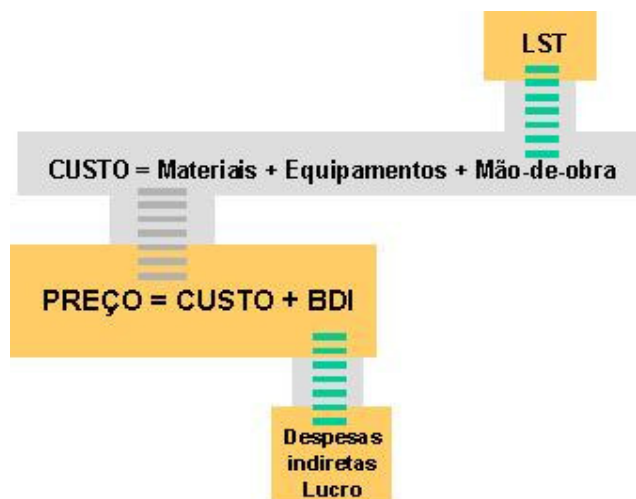 LST
CUSTO = Materiais + Equipamentos + Mão-de-obra
PREÇO = CUSTO + BDI
Despesas
indiretas
Lucro